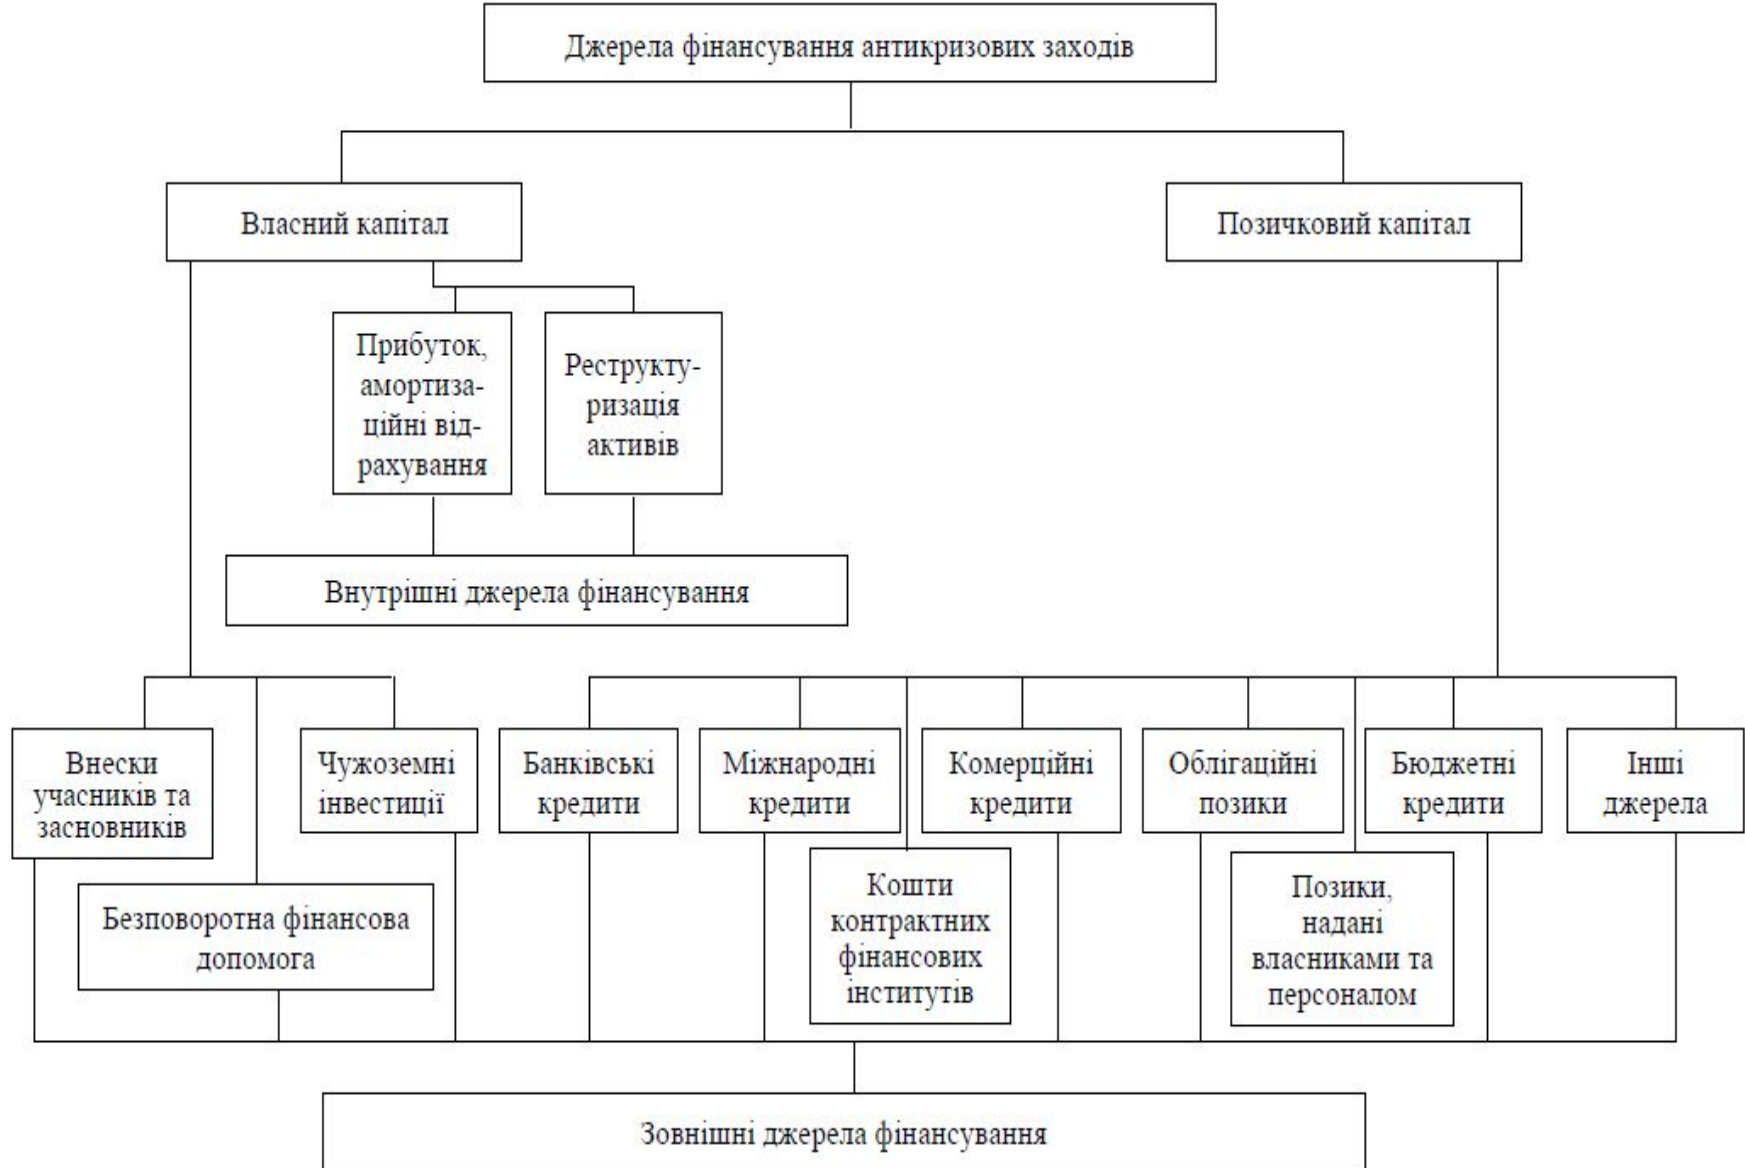 Джерела фінансування антикризових заходів
Власний капітал
Позичковий капітал
Прибуток,
амортиза-
ційні від-
рахування
Реструкту-
ризація
активів
Внутрішні джерела фінансування
Внески
учасників та
засновників
Чужоземні
інвестиції
Банківські
кредити
Міжнародні
кредити
Комерційні
кредити
Облігаційні
позики
Бюджетні
кредити
Інші
джерела
Безповоротна фінансова
допомога
Кошти
контрактних
фінансових
інститутів
Позики,
надані
власниками та
персоналом
Зовнішні джерела фінансування